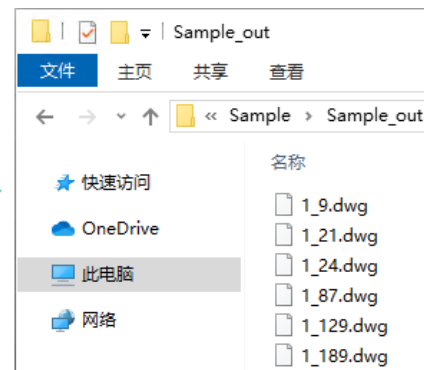 Sample_out
文件 主页 共享 查看
« Sample › Sample_out
名称
快速访问
OneDrive
此电脑
网络
1_9.dwg
1_21.dwg
1_24.dwg
1_87.dwg
1_129.dwg
1_189.dwg